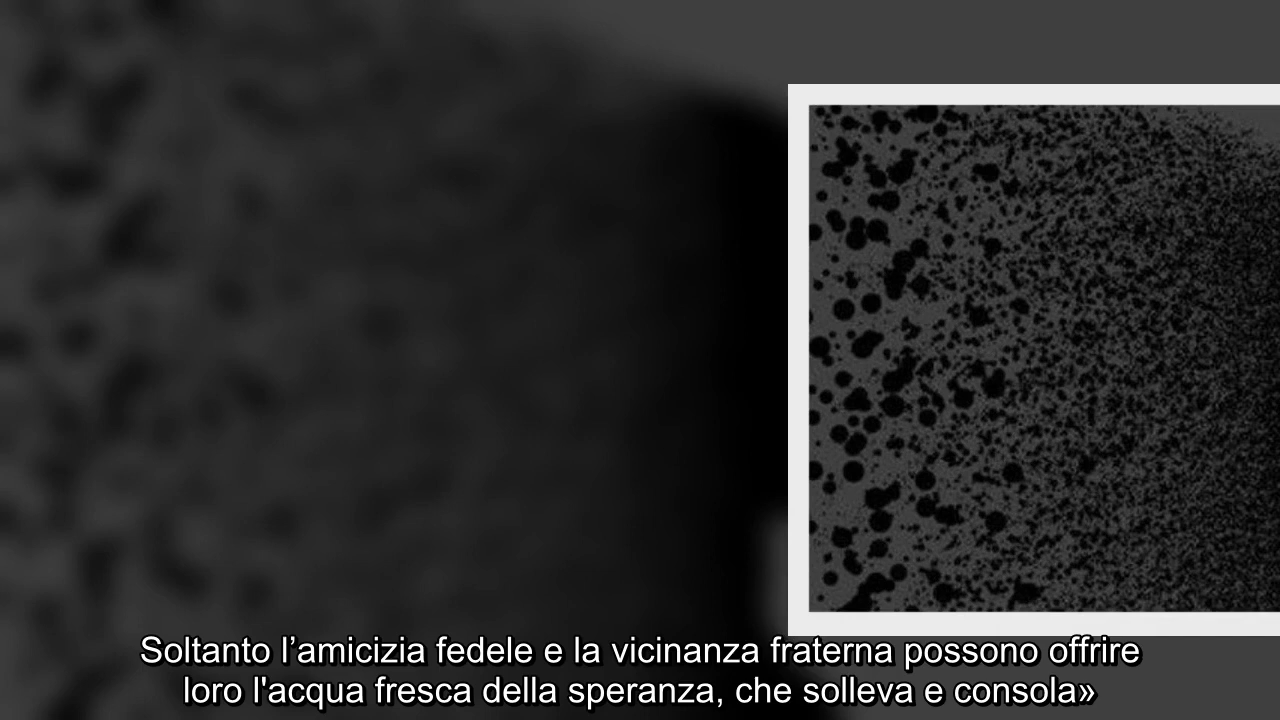 Soltanto l’amicizia fedele e la vicinanza fraterna possono offrire
loro l'acqua fresca della speranza, che solleva e consola»